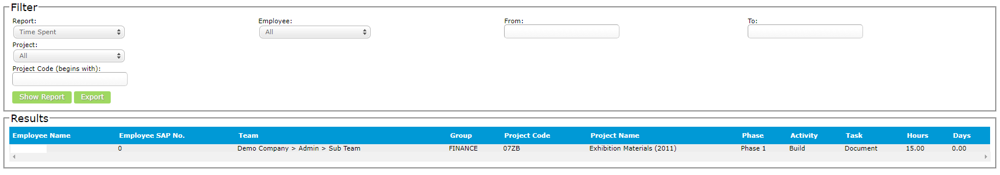 Filter
Report: Employee: From: To:
Time Spent All
Project:
All
Project Code (begins with):
Show Report Export
Results
Employee Name Employee SAP No. Team Group Project Code Project Name Phase Activity Task Hours Days
0 Demo Company > Admin > Sub Team FINANCE 07ZB Exhibition Materials (2011) Phase 1 Build Document 15.00 0.00